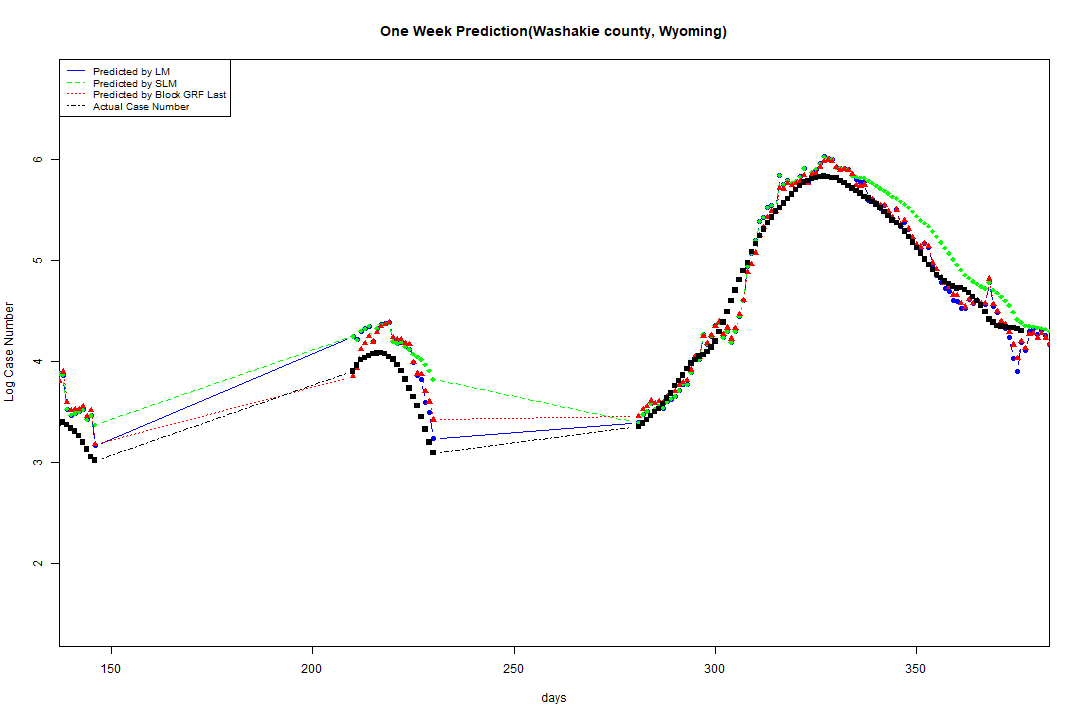 One Week Prediction(Washakie county, Wyoming)
Predicted by LM
Predicted by SLM
Predicted by Block GRF Last
Actual Case Number
6
5
4
3
2
Log Case Number
150 200 250 300 350
days